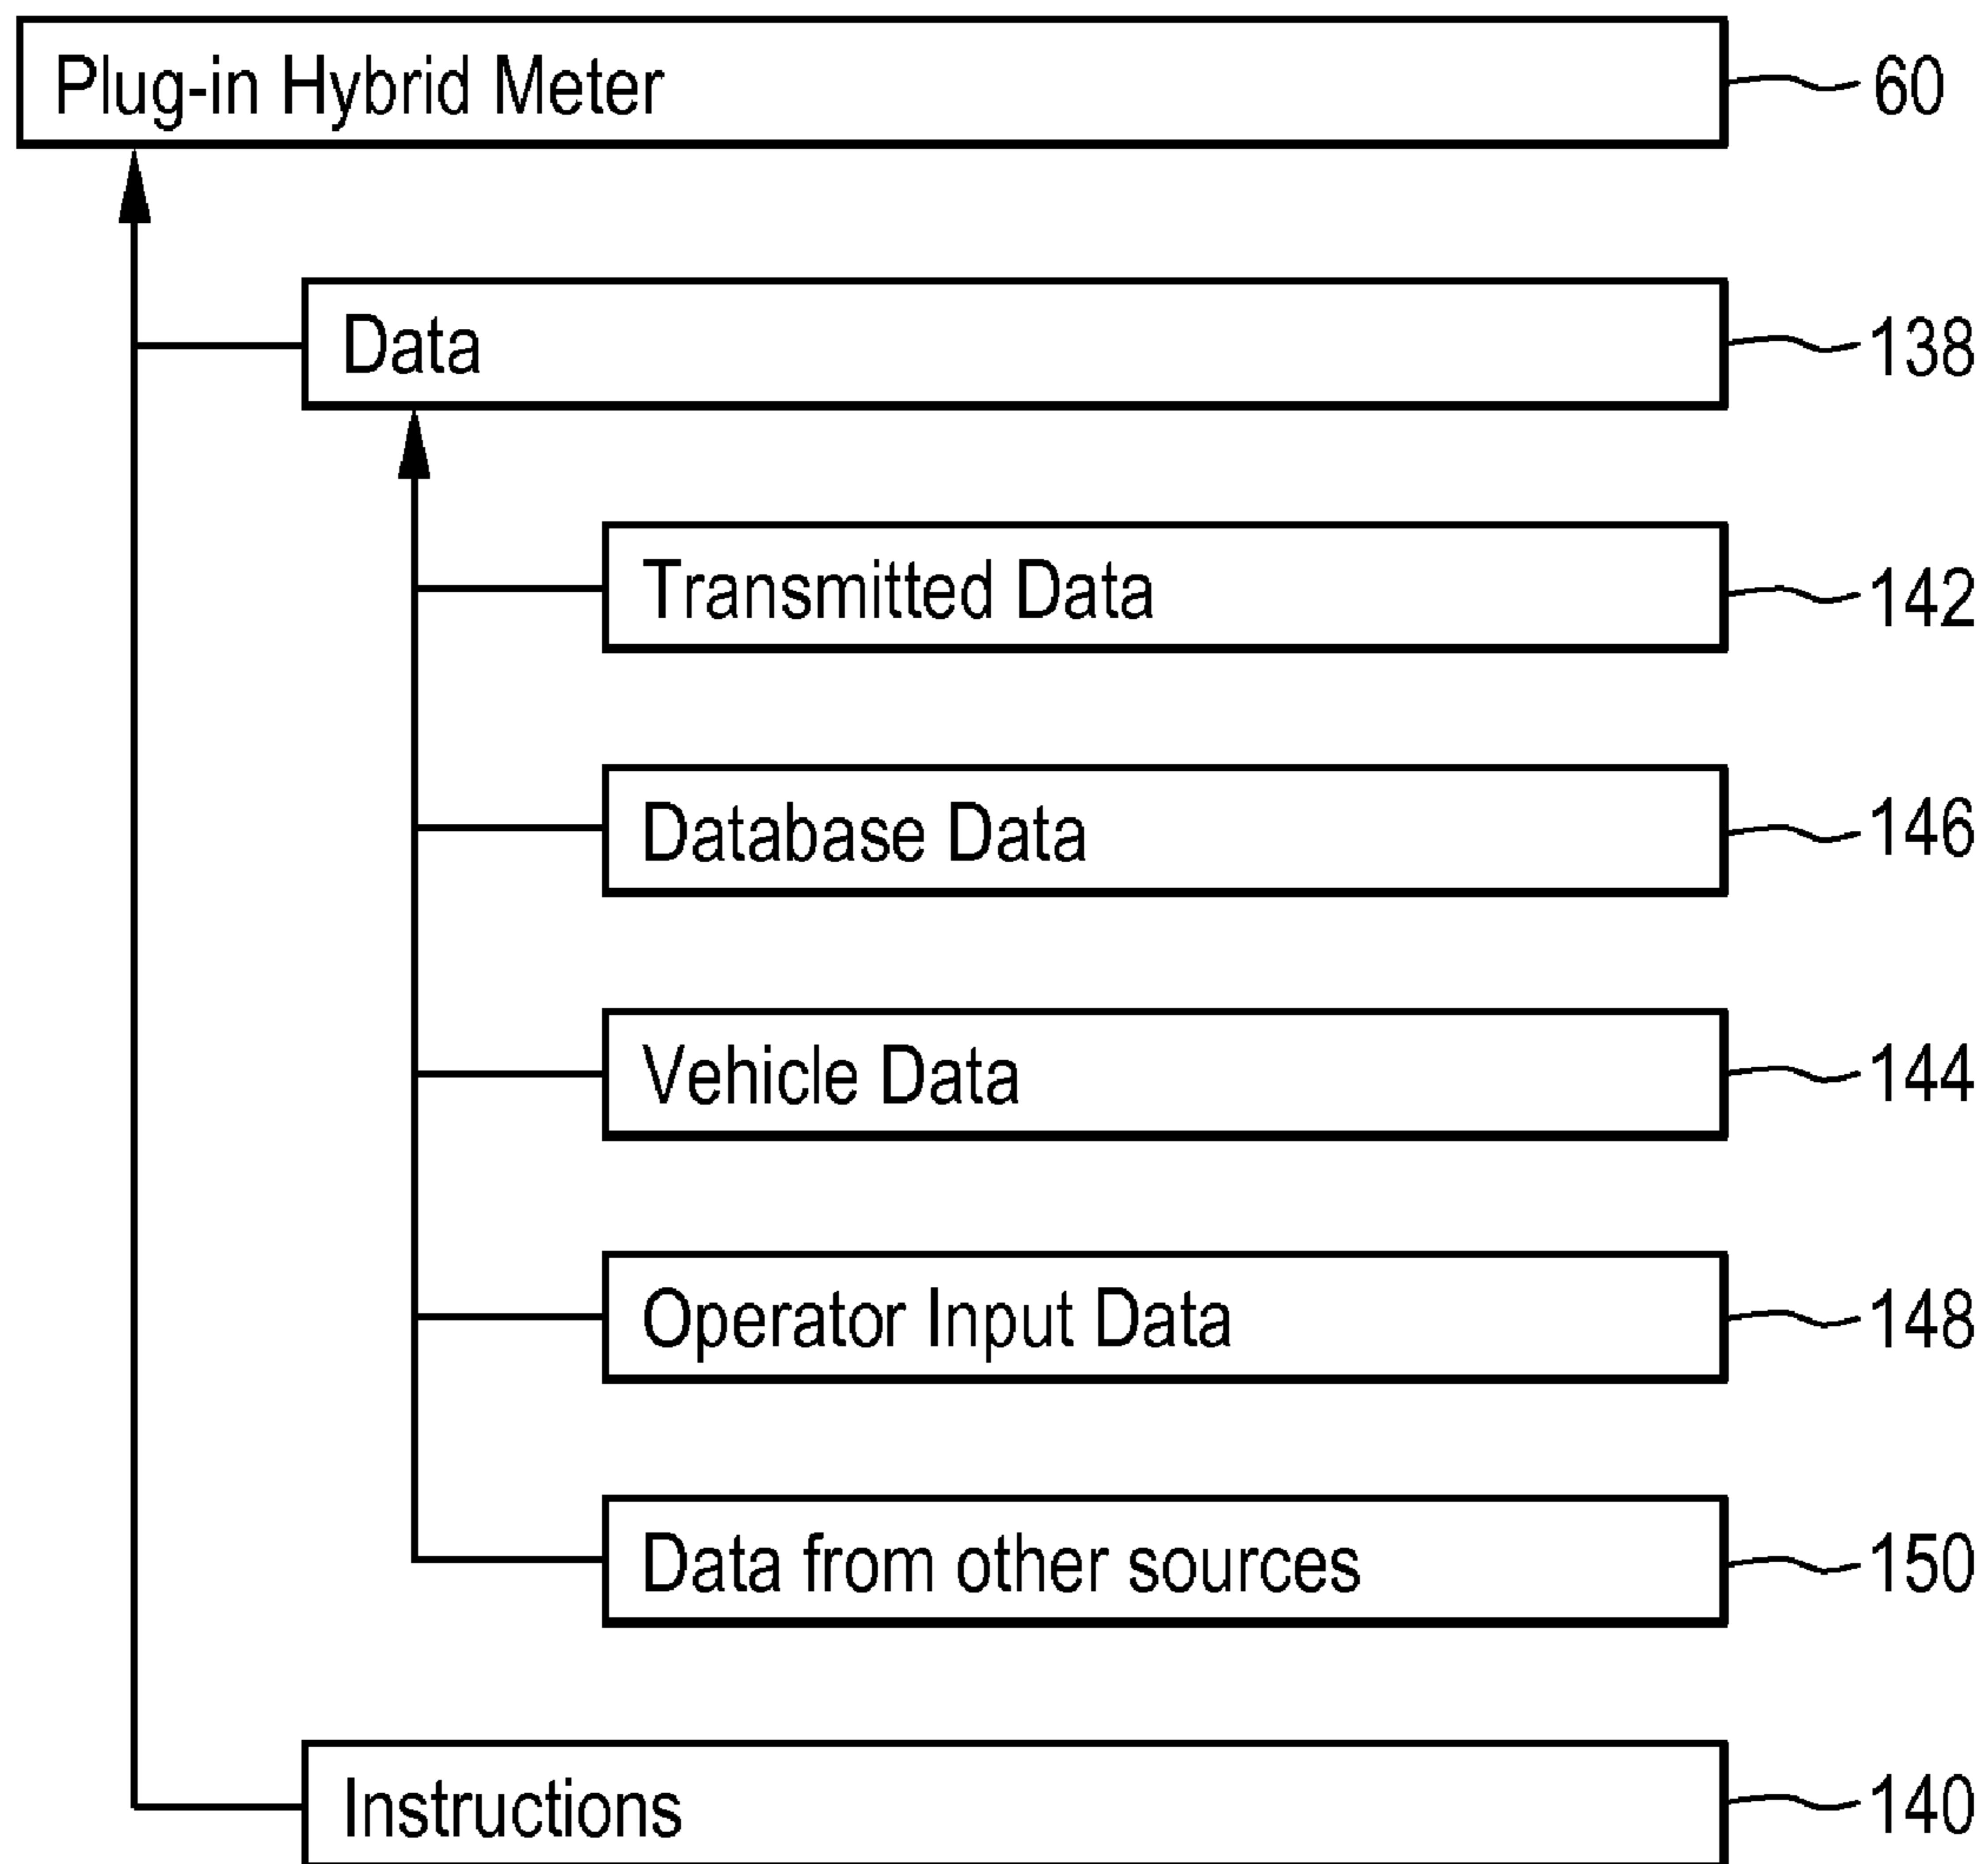 Plug-in Hybrid Meter 60
Data 138
Transmitted Data 142
Database Data 146
Vehicle Data 144
Operator Input Data 148
Data from other sources 150
Instructions 140